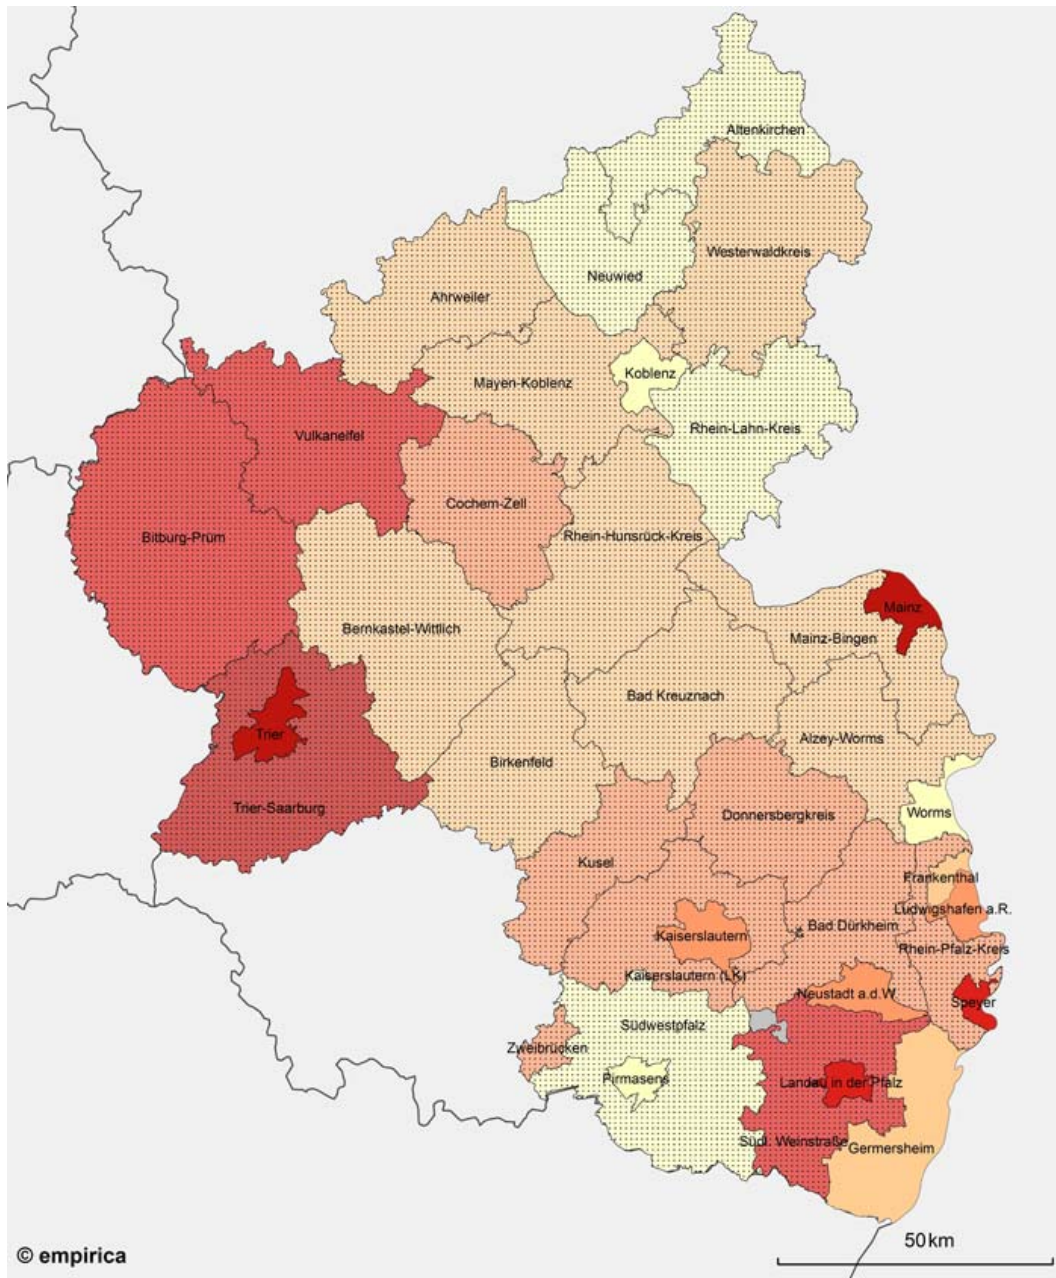 Altenkirchen
Westerwaldkreis
Neuwied
Ahrweiler
Koblenz
Mayen-Koblenz
Rhein-Lahn-Kreis
Vulkaneifel
Cochem-Zell
Rhein-Hunsrück-Kreis
Bitburg-Prüm
Mainz
Bernkastel-Wittlich
Mainz-Bingen
Bad Kreuznach
Trier
Alzey-Worms
Birkenfeld
Trier-Saarburg
Worms
Donnersbergkreis
Kusel
Frankenthal
Ludwigshafen a.R.
Bad Dürkheim
Kaiserslautern
Rhein-Pfalz-Kreis
Kaiserslautern (LK)
Neustadt a.d.W
Speyer
Südwestpfalz
Zweibrücken
Pirmasens
Landau in der Pfalz
Südl. Weinstraße
Germersheim
50km
© empirica